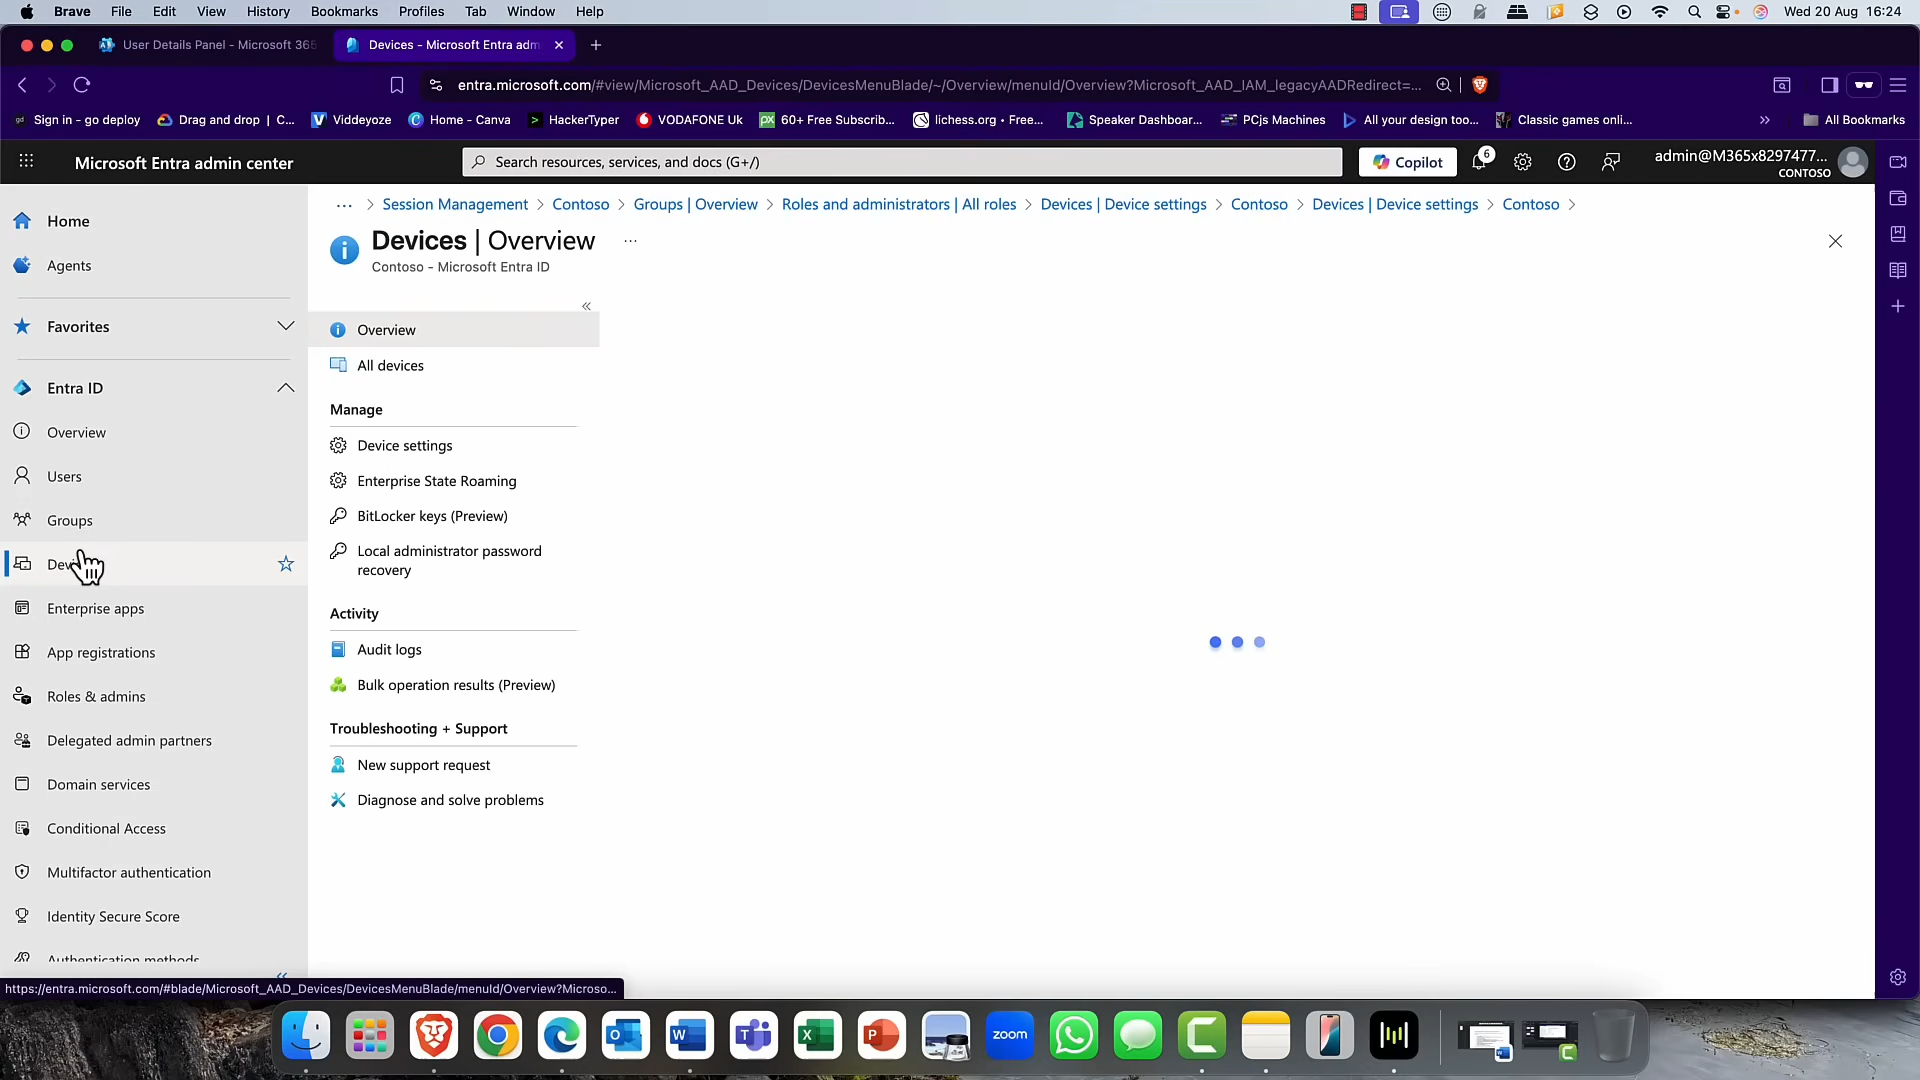 Brave File Edit View History Bookmarks Profiles Tab Window Help Wed 20 Aug 16:24
User Details Panel - Microsoft 365 Devices - Microsoft Entra adm
entra.microsoft.com/#view/Microsoft_AAD_Devices/DevicesMenuBlade/~/Overview/menuId/Overview?Microsoft_AAD_IAM_legacyAADRedirect=...
gd Sign in - go deploy Drag and drop | C... Viddeyoze Home - Canva HackerTyper VODAFONE Uk 60+ Free Subscrib... lichess.org • Free... Speaker Dashboar... PCjs Machines All your design too... Classic games onli... All Bookmarks
Microsoft Entra admin center Search resources, services, and docs (G+/) Copilot 6 admin@M365x8297477...
CONTOSO
... > Session Management > Contoso > Groups | Overview > Roles and administrators | All roles > Devices | Device settings > Contoso > Devices | Device settings > Contoso >
Devices | Overview ...
Contoso - Microsoft Entra ID
Home
Agents
Favorites
Entra ID
Overview
Users
Groups
Enterprise apps
App registrations
Roles & admins
Delegated admin partners
Domain services
Conditional Access
Multifactor authentication
Identity Secure Score
Authentication methods
Overview
All devices
Manage
Device settings
Enterprise State Roaming
BitLocker keys (Preview)
Local administrator password
recovery
Activity
Audit logs
Bulk operation results (Preview)
Troubleshooting + Support
New support request
Diagnose and solve problems
https://entra.microsoft.com/#blade/Microsoft_AAD_Devices/DevicesMenuBlade/menuId/Overview?Microso...
zoom